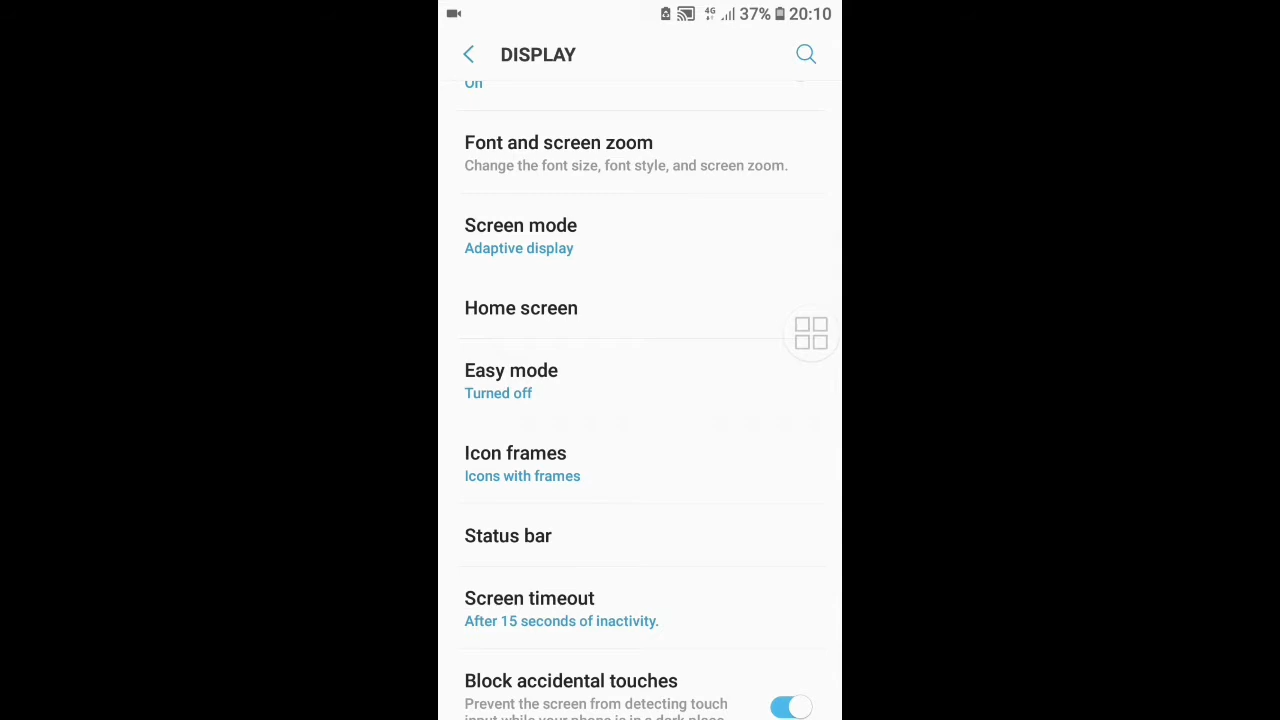 4G 37% 20:10
DISPLAY
On
Font and screen zoom
Change the font size, font style, and screen zoom.
Screen mode
Adaptive display
Home screen
Easy mode
Turned off
Icon frames
Icons with frames
Status bar
Screen timeout
After 15 seconds of inactivity.
Block accidental touches
Prevent the screen from detecting touch
input while your phone is in a dark place